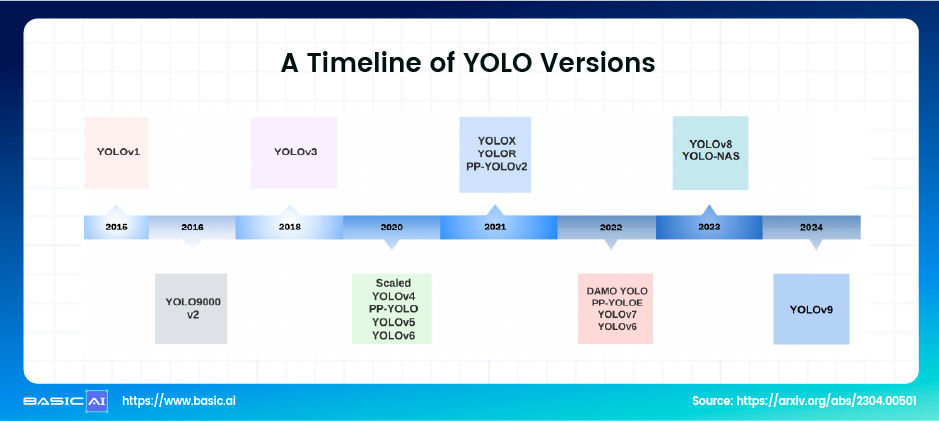 A Timeline of YOLO Versions
YOLOv1
YOLOv3
YOLOX
YOLOR
PP-YOLOv2
YOLOv8
YOLO-NAS
2015
2016
2018
2020
2021
2022
2023
2024
YOLO9000
v2
Scaled
YOLOv4
PP-YOLO
YOLOv5
YOLOv6
DAMO YOLO
PP-YOLOE
YOLOv7
YOLOv6
YOLOv9
BASIC AI
https://www.basic.ai
Source: https://arxiv.org/abs/2304.00501